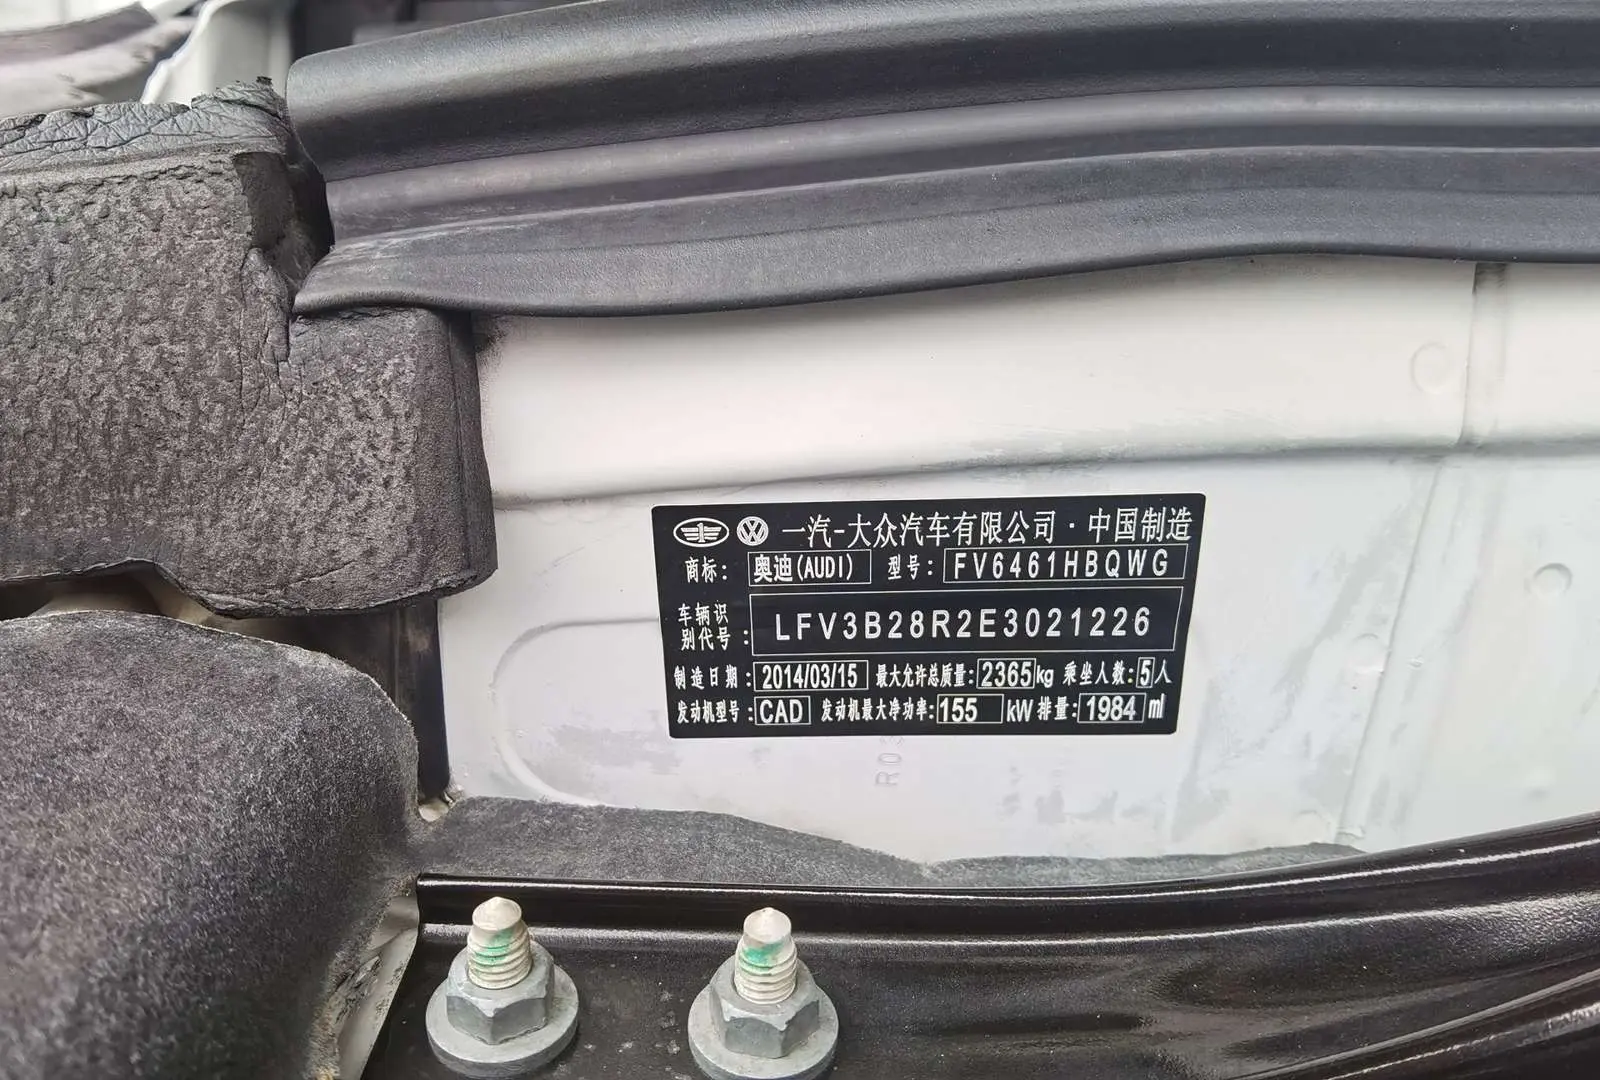 一汽-大众汽车有限公司·中国制造
商标: 奥迪(AUDI) 型号: FV6461HBQWG
车辆识
别代号: LFV3B28R2E3021226
制造日期: 2014/03/15 最大允许总质量: 2365kg 乘坐人数: 5人
发动机型号: CAD 发动机最大净功率: 155 kW 排量: 1984 ml